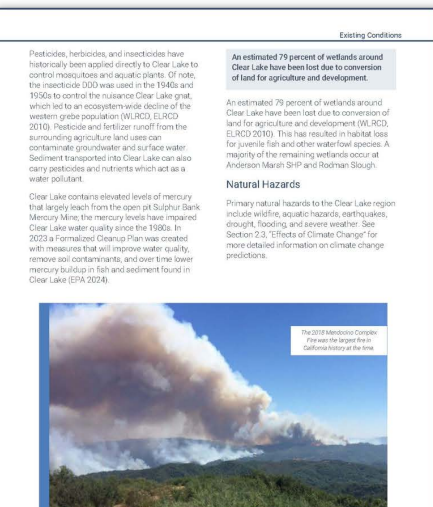 Existing Conditions
Pesticides, herbicides, and insecticides have
historically been applied directly to Clear Lake to
control mosquitoes and aquatic plants. Of note,
the insecticide DDD was used in the 1940s and
1950s to control the nuisance Clear Lake gnat,
which led to an ecosystem-wide decline of the
western grebe population (WLRCD, ELRCD
2010). Pesticide and fertilizer runoff from the
surrounding agriculture land uses can
contaminate groundwater and surface water.
Sediment transported into Clear Lake can also
carry pesticides and nutrients which act as a
water pollutant.
Clear Lake contains elevated levels of mercury
that largely leach from the open pit Sulphur Bank
Mercury Mine; the mercury levels have impaired
Clear Lake water quality since the 1980s. In
2023 a Formalized Cleanup Plan was created
with measures that will improve water quality,
remove soil contaminants, and over time lower
mercury buildup in fish and sediment found in
Clear Lake (EPA 2024).
An estimated 79 percent of wetlands around
Clear Lake have been lost due to conversion
of land for agriculture and development.
An estimated 79 percent of wetlands around
Clear Lake have been lost due to conversion of
land for agriculture and development (WLRCD,
ELRCD 2010). This has resulted in habitat loss
for juvenile fish and other waterfowl species. A
majority of the remaining wetlands occur at
Anderson Marsh SHP and Rodman Slough.
Natural Hazards
Primary natural hazards to the Clear Lake region
include wildfire, aquatic hazards, earthquakes,
drought, flooding, and severe weather. See
Section 2.3, "Effects of Climate Change" for
more detailed information on climate change
predictions.
The 2018 Mendocino Complex
Fire was the largest fire in
California history at the time.